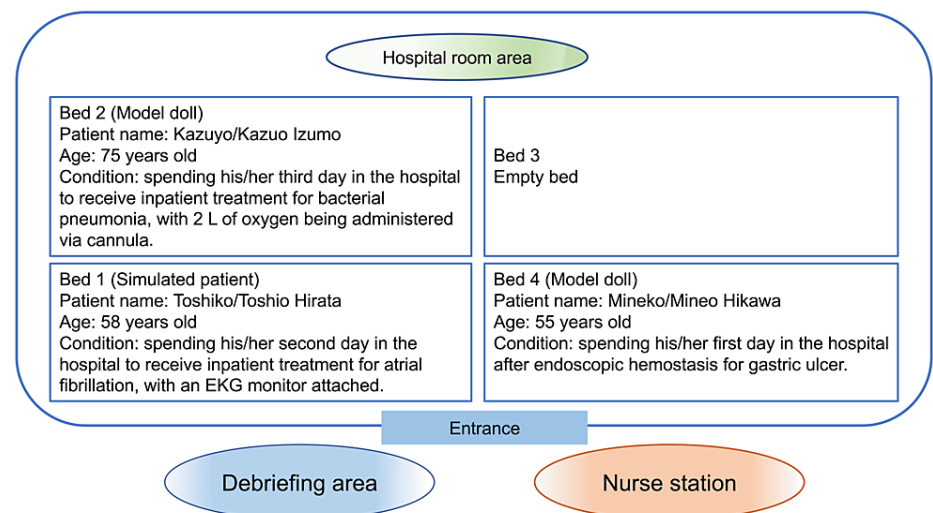 Hospital room area
Bed 2 (Model doll)
Patient name: Kazuyo/Kazuo Izumo
Age: 75 years old
Condition: spending his/her third day in the hospital
to receive inpatient treatment for bacterial
pneumonia, with 2 L of oxygen being administered
via cannula.
Bed 3
Empty bed
Bed 1 (Simulated patient)
Patient name: Toshiko/Toshio Hirata
Age: 58 years old
Condition: spending his/her second day in the
hospital to receive inpatient treatment for atrial
fibrillation, with an EKG monitor attached.
Bed 4 (Model doll)
Patient name: Mineko/Mineo Hikawa
Age: 55 years old
Condition: spending his/her first day in the hospital
after endoscopic hemostasis for gastric ulcer.
Entrance
Debriefing area
Nurse station